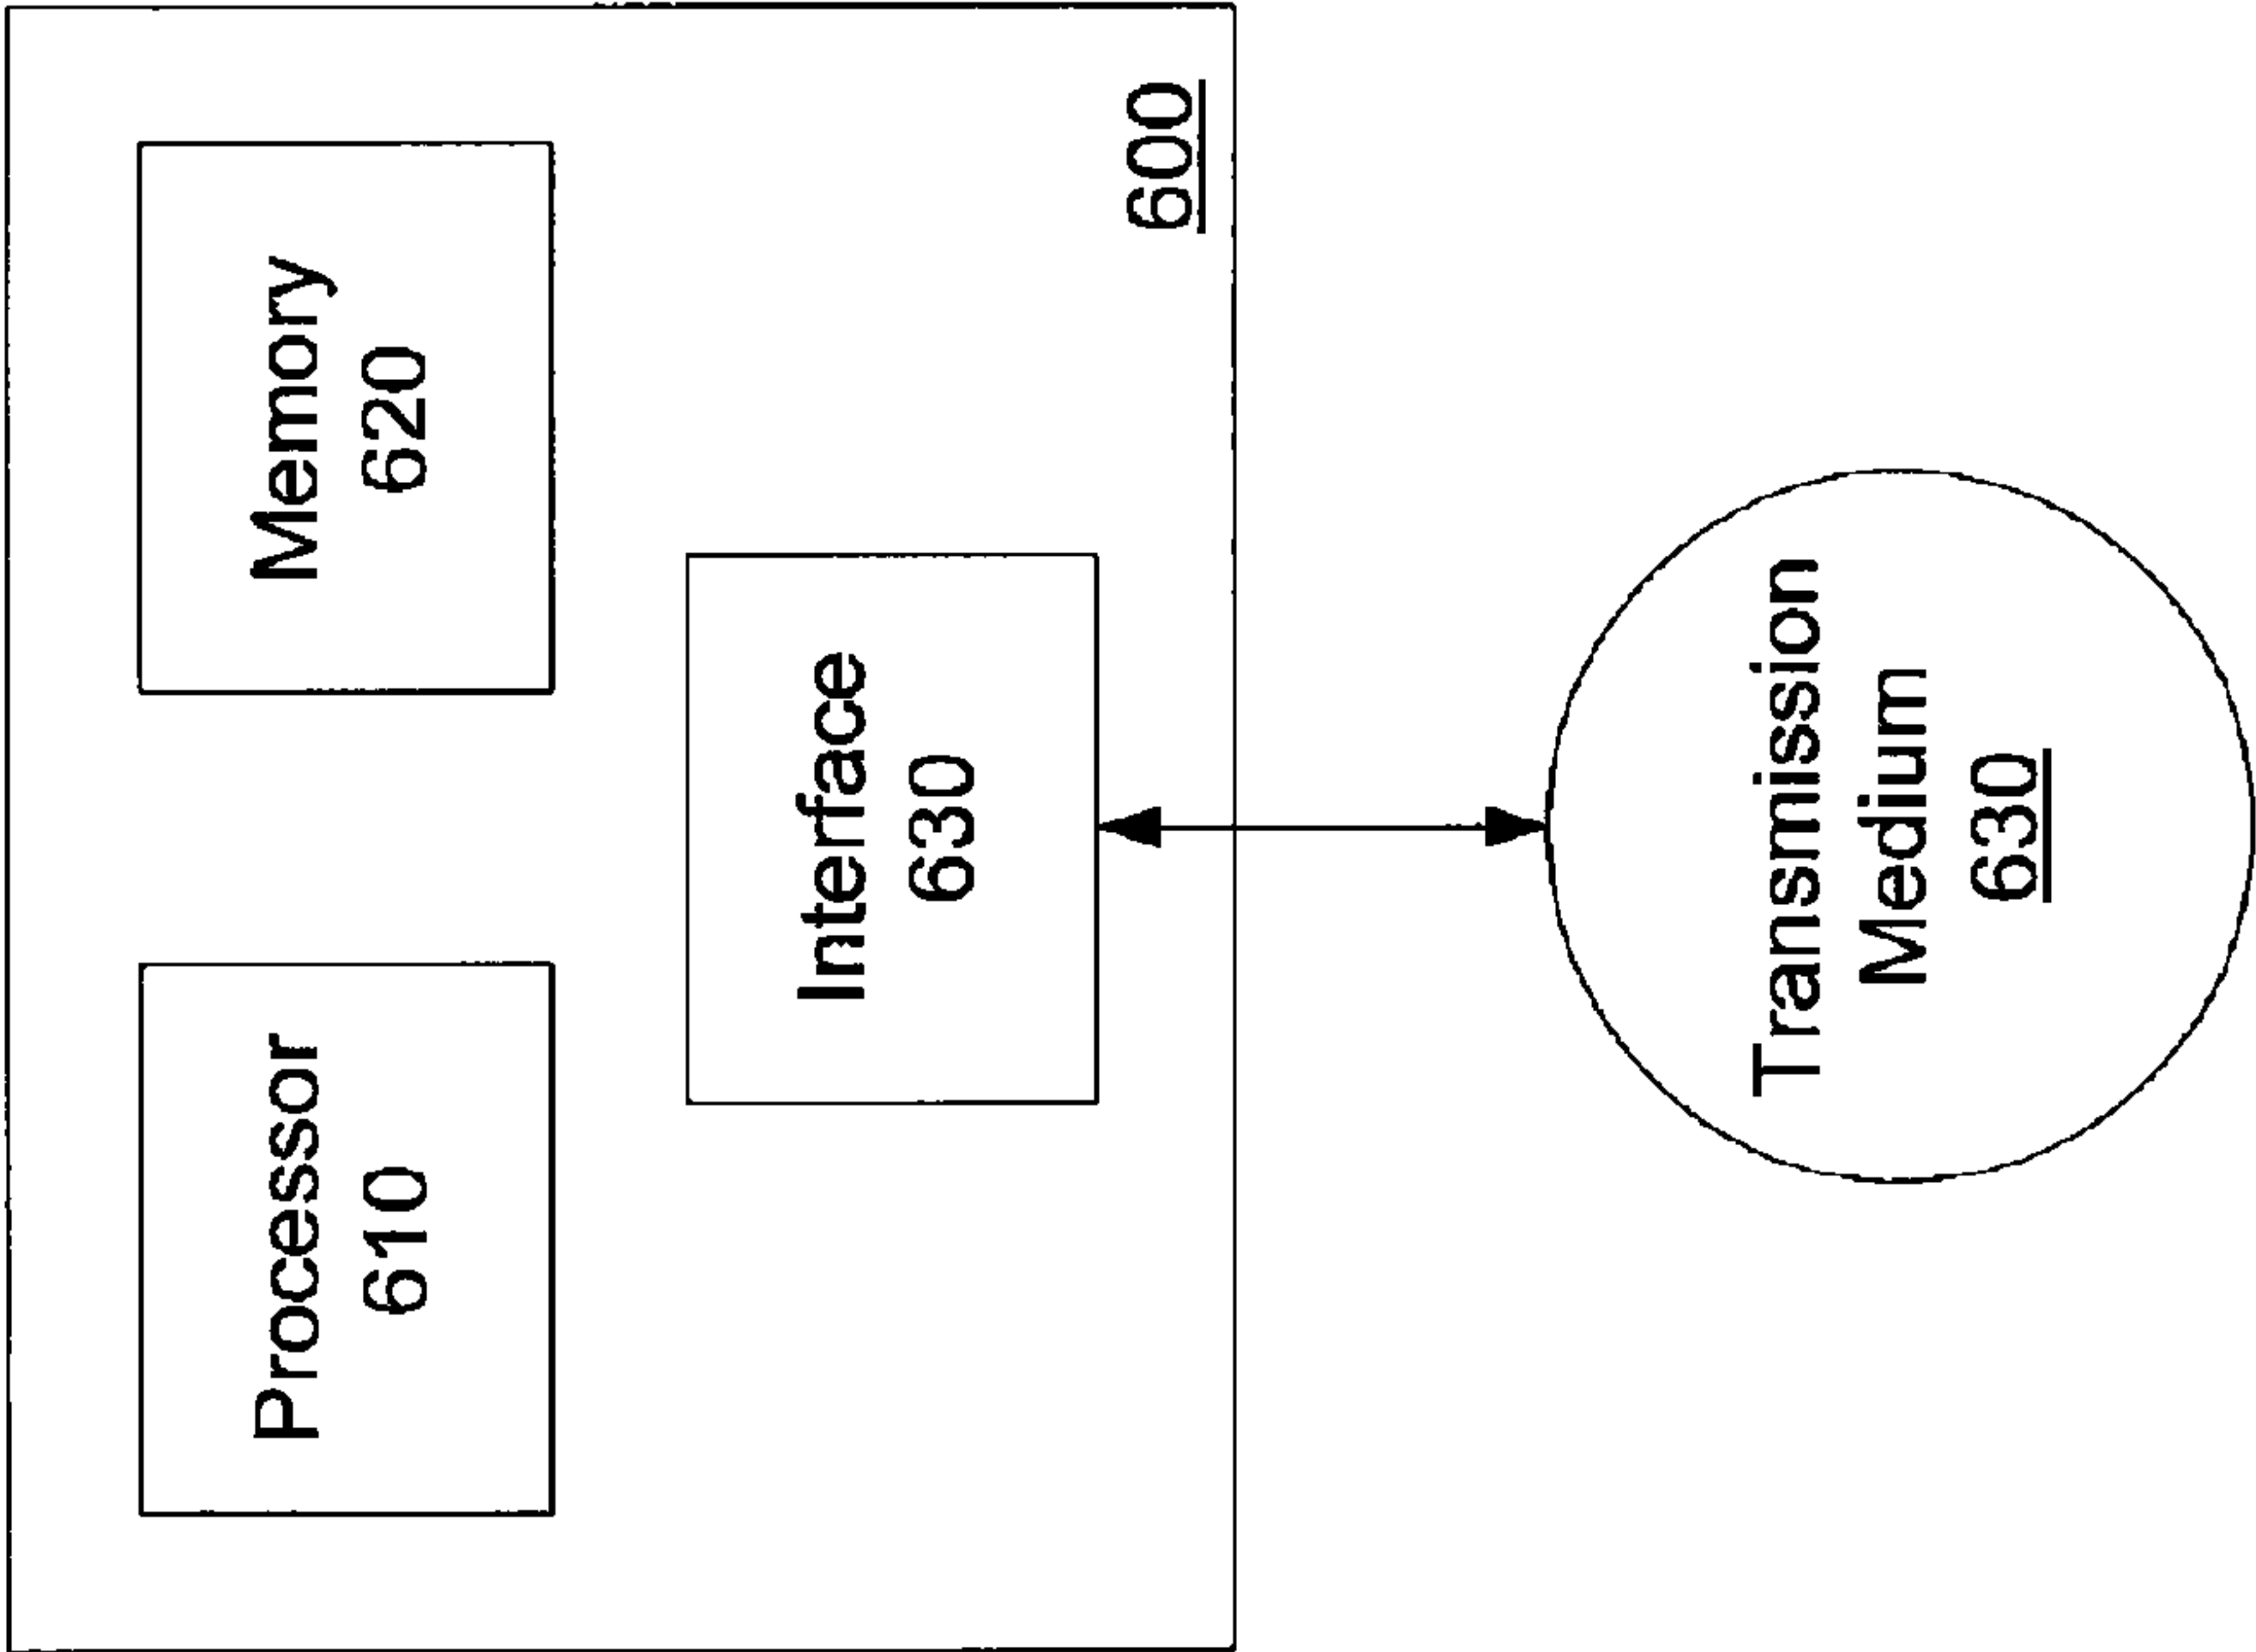 Processor
610
Memory
620
Interface
630
600
Transmission
Medium
630